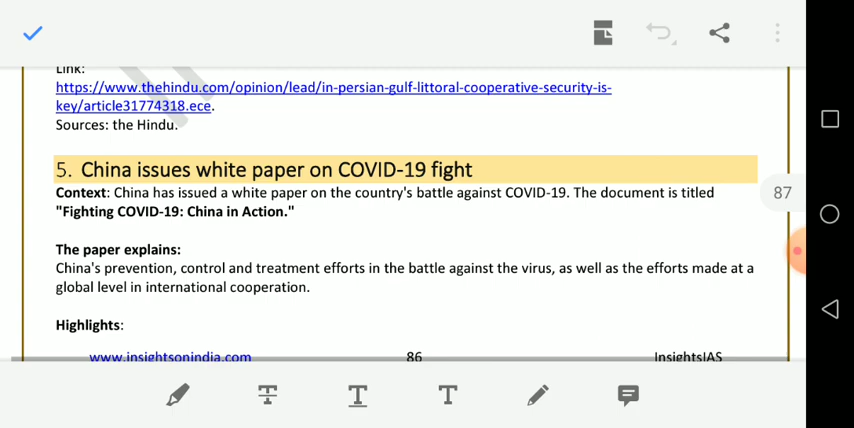 Link:
https://www.thehindu.com/opinion/lead/in-persian-gulf-littoral-cooperative-security-is-
key/article31774318.ece.
Sources: the Hindu.
5. China issues white paper on COVID-19 fight
Context: China has issued a white paper on the country's battle against COVID-19. The document is titled
"Fighting COVID-19: China in Action."
87
The paper explains:
China's prevention, control and treatment efforts in the battle against the virus, as well as the efforts made at a
global level in international cooperation.
Highlights:
www.insightsonindia.com 86 InsightsIAS
T T T